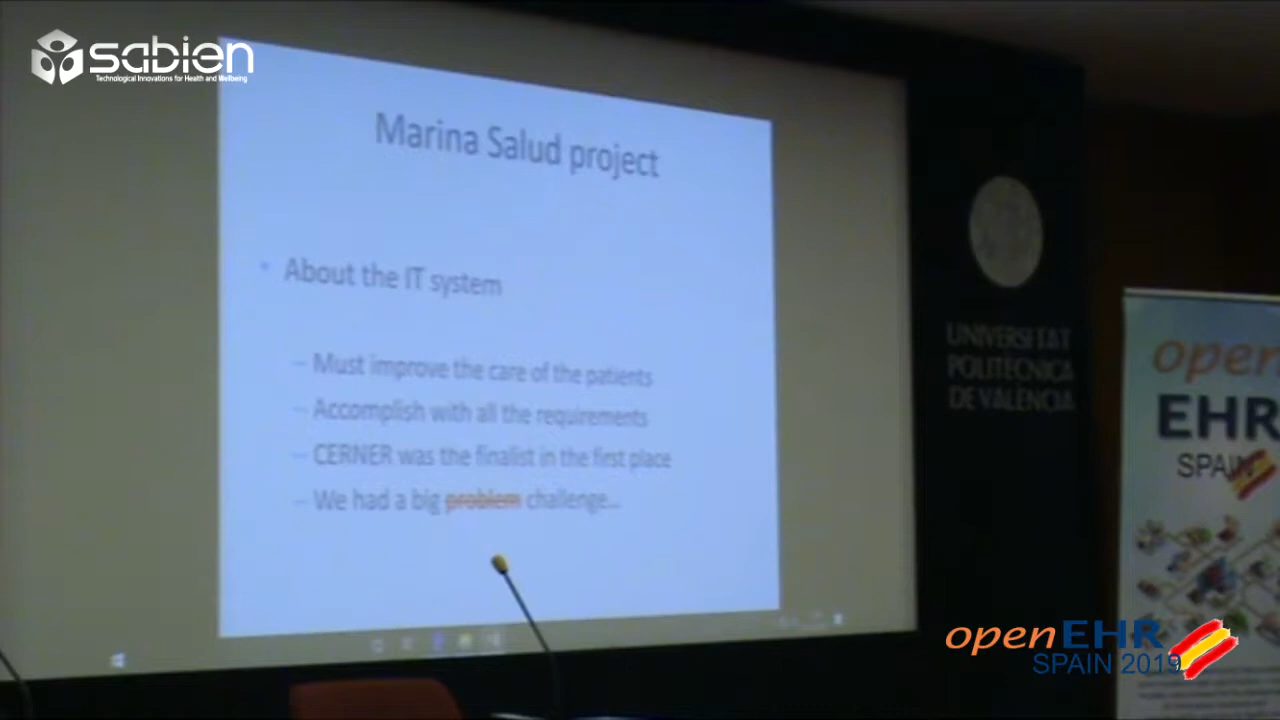 sabien
Technological Innovations for Health and Wellbeing
Marina Salud project
• About the IT system
– Must improve the care of the patients
– Accomplish with all the requirements
– CERNER was the finalist in the first place
– We had a big problem challenge...
UNIVERSITAT
POLITÈCNICA
DE VALÈNCIA
open
EHR
SPAIN
openEHR
SPAIN 2019